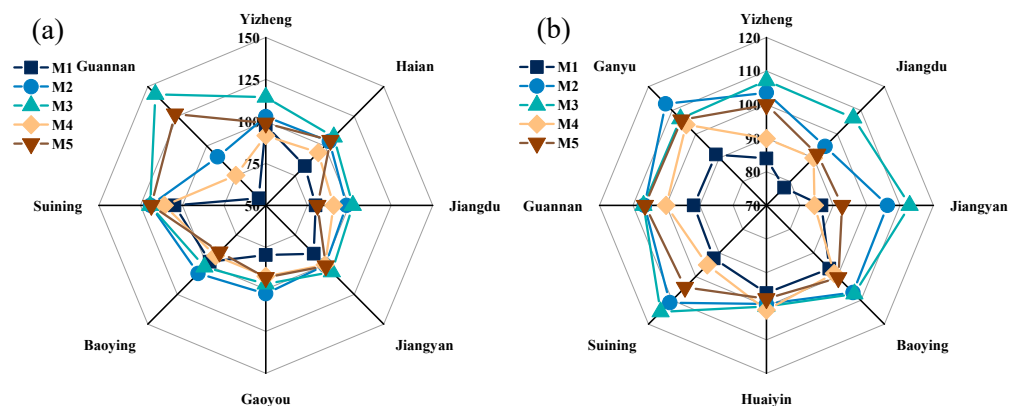 (a)
M1
M2
M3
M4
M5
Yizheng
Haian
Jiangdu
Jiangyan
Gaoyou
Baoying
Suining
Guannan
150
125
100
75
50
(b)
M1
M2
M3
M4
M5
Yizheng
Jiangdu
Jiangyan
Baoying
Huaiyin
Suining
Guannan
Ganyu
120
110
100
90
80
70